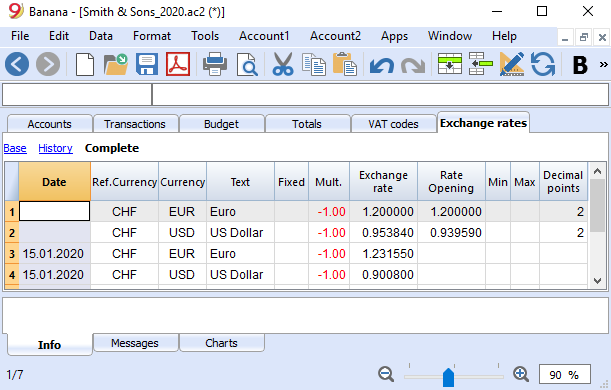 Banana - [Smith & Sons_2020.ac2 (*)]
File Edit Data Format Tools Account1 Account2 Apps Window Help
B »
Accounts Transactions Budget Totals VAT codes Exchange rates
Base History Complete
Date Ref.Currency Currency Text Fixed Mult. Exchange rate Rate Opening Min Max Decimal points
1 CHF EUR Euro -1.00 1.200000 1.200000 2
2 CHF USD US Dollar -1.00 0.953840 0.939590 2
3 15.01.2020 CHF EUR Euro -1.00 1.231550
4 15.01.2020 CHF USD US Dollar -1.00 0.900800
Info Messages Charts
1/7 90 %